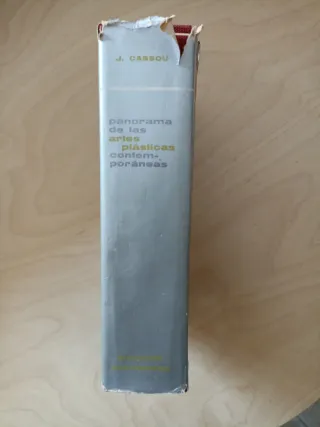 J. CASSOU
panorama
de las
artes
plásticas
contem-
poráneas